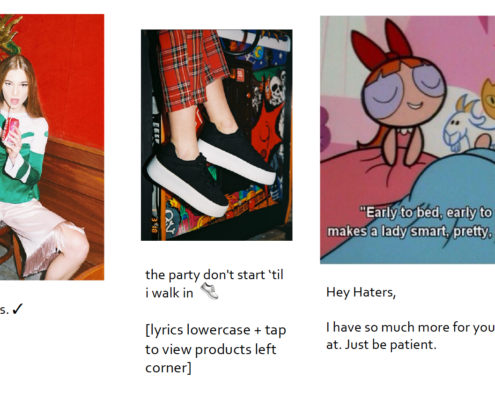 "Early to bed, early to
makes a lady smart, pretty,
s. ✓
the party don't start ‘til
i walk in
[lyrics lowercase + tap
to view products left
corner]
Hey Haters,
I have so much more for you
at. Just be patient.